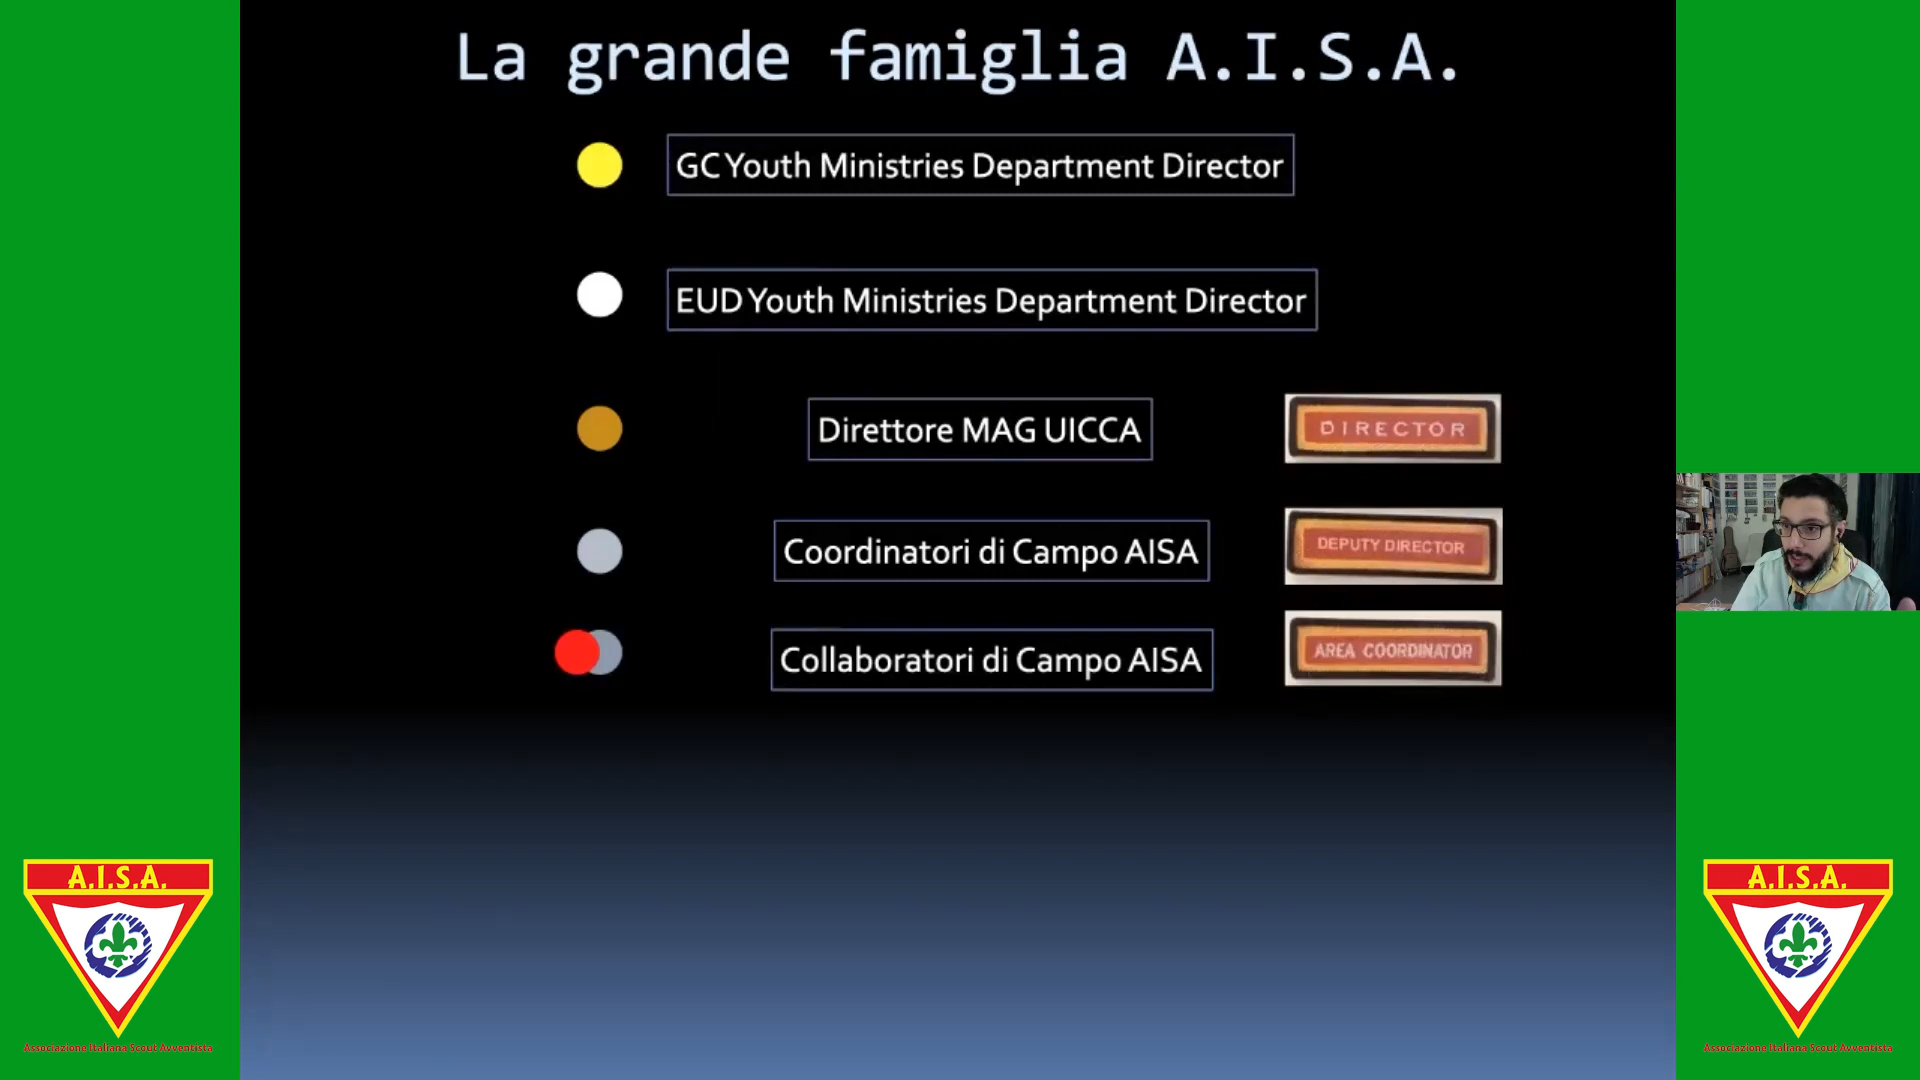 La grande famiglia A.I.S.A.
GC Youth Ministries Department Director
EUD Youth Ministries Department Director
Direttore MAG UICCA
DIRECTOR
Coordinatori di Campo AISA
DEPUTY DIRECTOR
Collaboratori di Campo AISA
AREA COORDINATOR
A.I.S.A.
Associazione Italiana Scout Avventista
A.I.S.A.
Associazione Italiana Scout Avventista